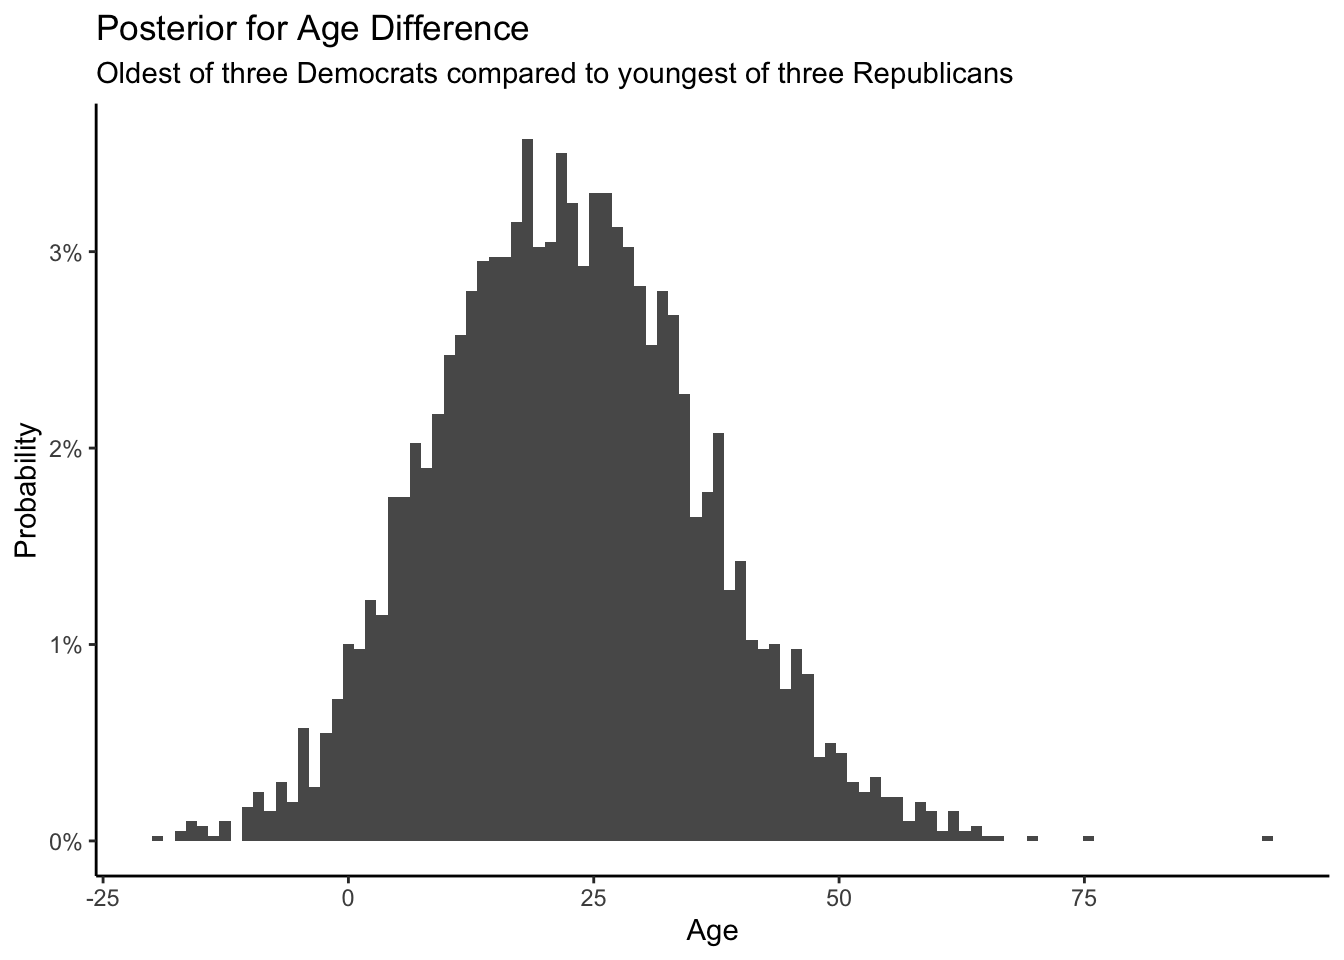 Posterior for Age Difference
Oldest of three Democrats compared to youngest of three Republicans
Probability
3%
2%
1%
0%
-25 0 25 50 75
Age